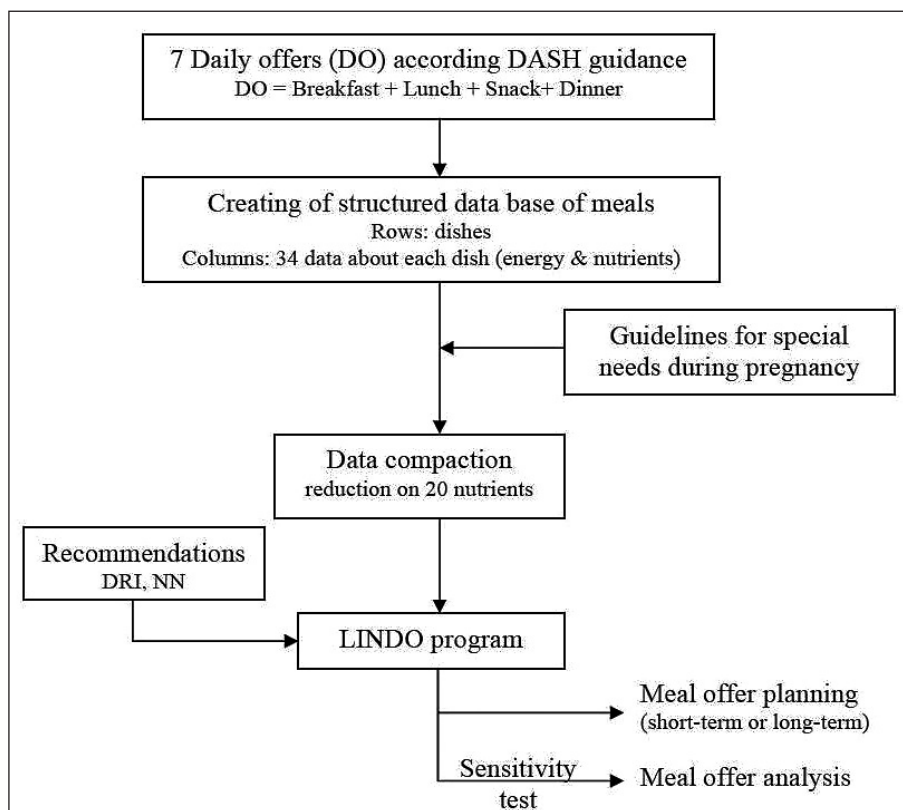 7 Daily offers (DO) according DASH guidance
DO = Breakfast + Lunch + Snack+ Dinner
Creating of structured data base of meals
Rows: dishes
Columns: 34 data about each dish (energy & nutrients)
Guidelines for special
needs during pregnancy
Data compaction
reduction on 20 nutrients
Recommendations
DRI, NN
LINDO program
Meal offer planning
(short-term or long-term)
Sensitivity
test
Meal offer analysis